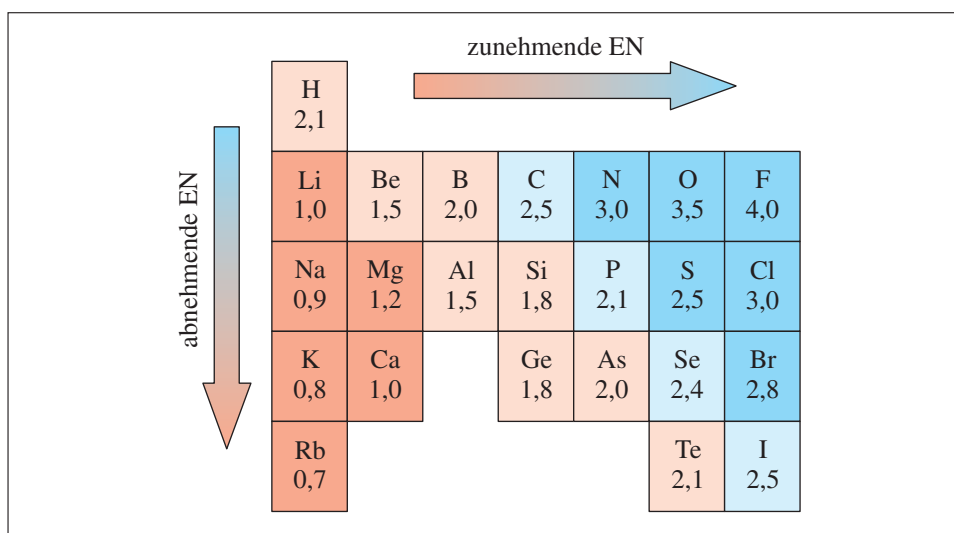 zunehmende EN
abnehmende EN
H
2,1
Li Be B C N O F
1,0 1,5 2,0 2,5 3,0 3,5 4,0
Na Mg Al Si P S Cl
0,9 1,2 1,5 1,8 2,1 2,5 3,0
K Ca Ge As Se Br
0,8 1,0 1,8 2,0 2,4 2,8
Rb Te I
0,7 2,1 2,5